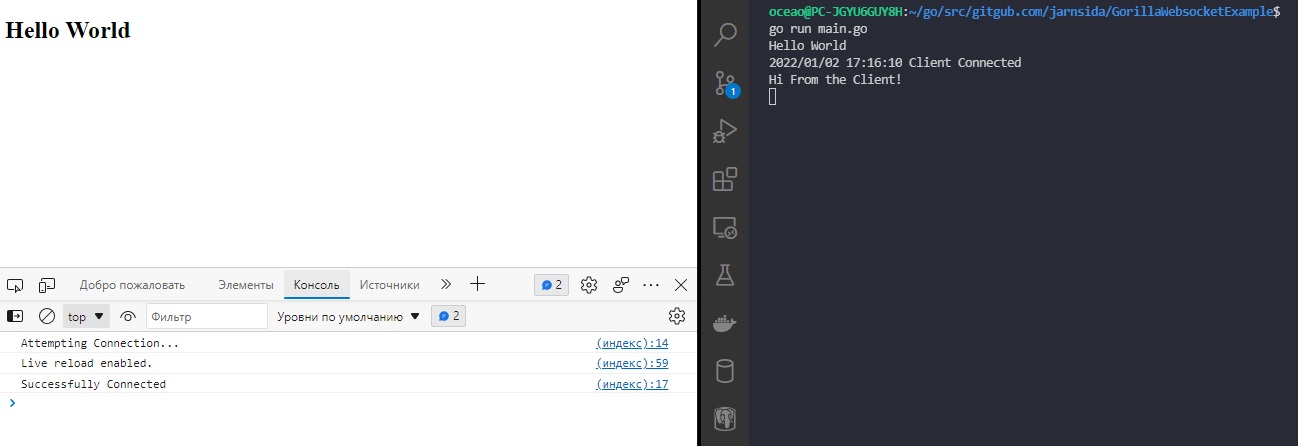 Hello World
Добро пожаловать Элементы Консоль Источники 2
top Фильтр Уровни по умолчанию 2
Attempting Connection... (индекс):14
Live reload enabled. (индекс):59
Successfully Connected (индекс):17
1
oceao@PC-JGYU6GUY8H:~/go/src/gitgub.com/jarnsida/GorillaWebsocketExample$
go run main.go
Hello World
2022/01/02 17:16:10 Client Connected
Hi From the Client!